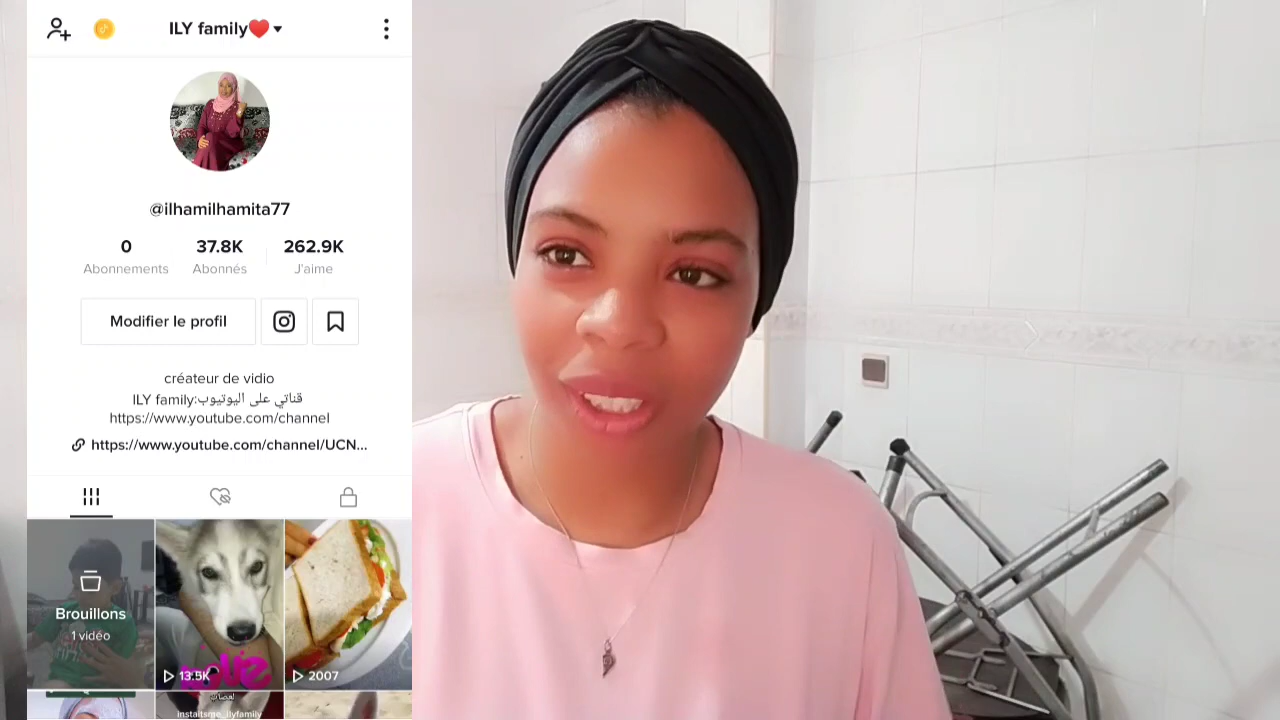 ILY family❤️
@ilhamilhamita77
0 37.8K 262.9K
Abonnements Abonnés J'aime
Modifier le profil
créateur de vidio
ILY family:قناتي على اليوتيوب
https://www.youtube.com/channel
https://www.youtube.com/channel/UCN...
Brouillons
1 vidéo
13.5K
2007
instaitsme_ilyfamily